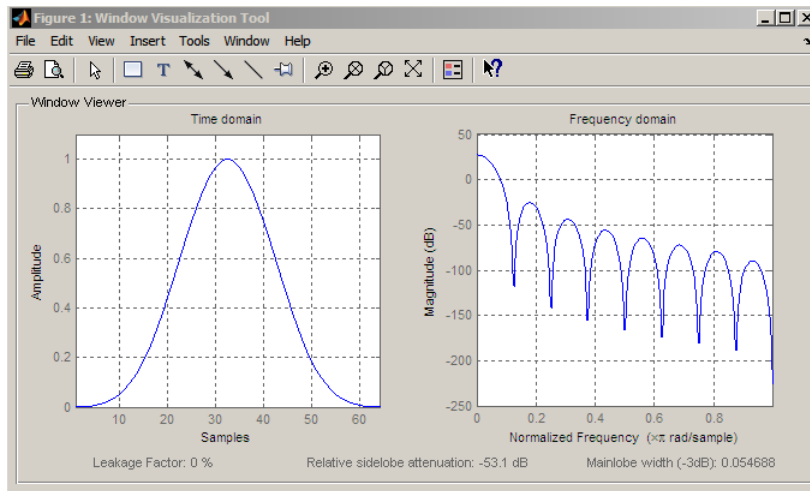 Figure 1: Window Visualization Tool
File Edit View Insert Tools Window Help
Window Viewer
Time domain
Frequency domain
1
0.8
0.6
0.4
0.2
0
Amplitude
10 20 30 40 50 60
Samples
50
0
-50
-100
-150
-200
-250
Magnitude (dB)
0 0.2 0.4 0.6 0.8
Normalized Frequency (×π rad/sample)
Leakage Factor: 0 % Relative sidelobe attenuation: -53.1 dB Mainlobe width (-3dB): 0.054688